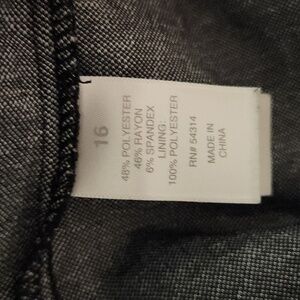 16
48% POLYESTER
46% RAYON
6% SPANDEX
LINING:
100% POLYESTER
RN# 54314
MADE IN
CHINA